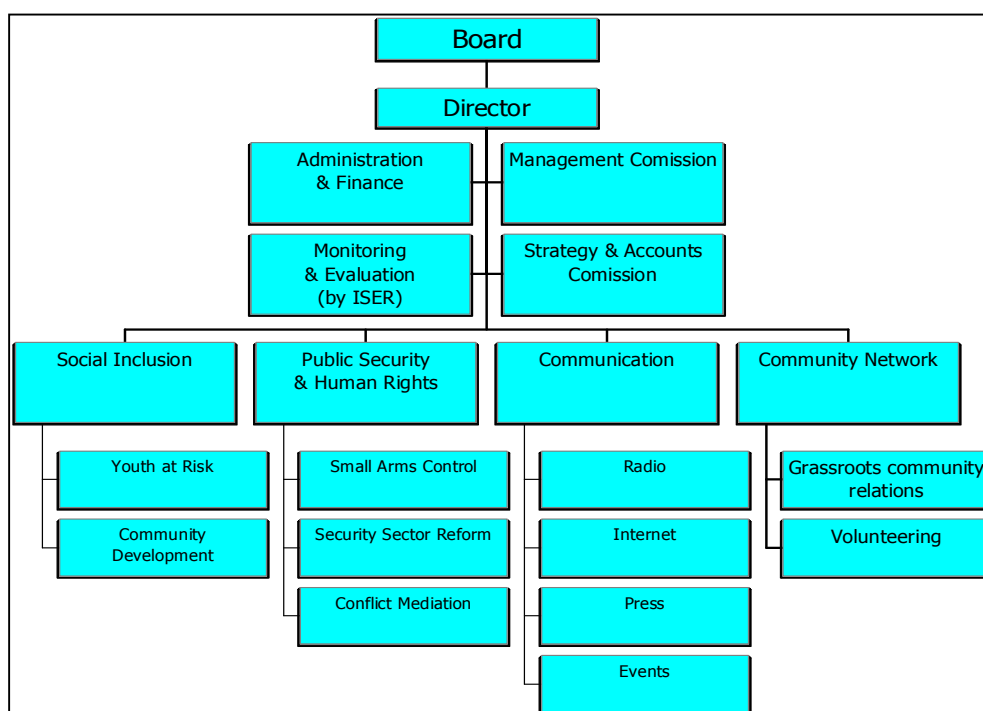 Board
Director
Administration
& Finance
Management Comission
Monitoring
& Evaluation
(by ISER)
Strategy & Accounts
Comission
Social Inclusion
Public Security
& Human Rights
Communication
Community Network
Youth at Risk
Community
Development
Small Arms Control
Security Sector Reform
Conflict Mediation
Radio
Internet
Press
Events
Grassroots community
relations
Volunteering